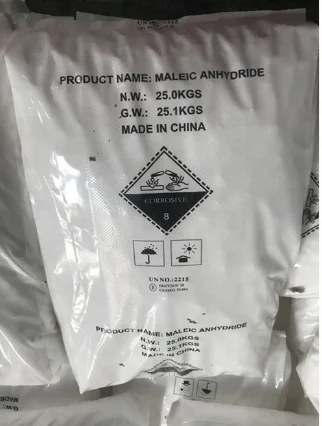 PRODUCT NAME: MALEIC ANHYDRIDE
N.W.: 25.0KGS
G.W.: 25.1KGS
MADE IN CHINA
CORROSIVE
8
UN NO.:2215
PRODUCT NAME: MALEIC ANHYDRIDE
N.W.: 25.0KGS
G.W.: 25.1KGS
MADE IN CHINA
MADE
G.W.: